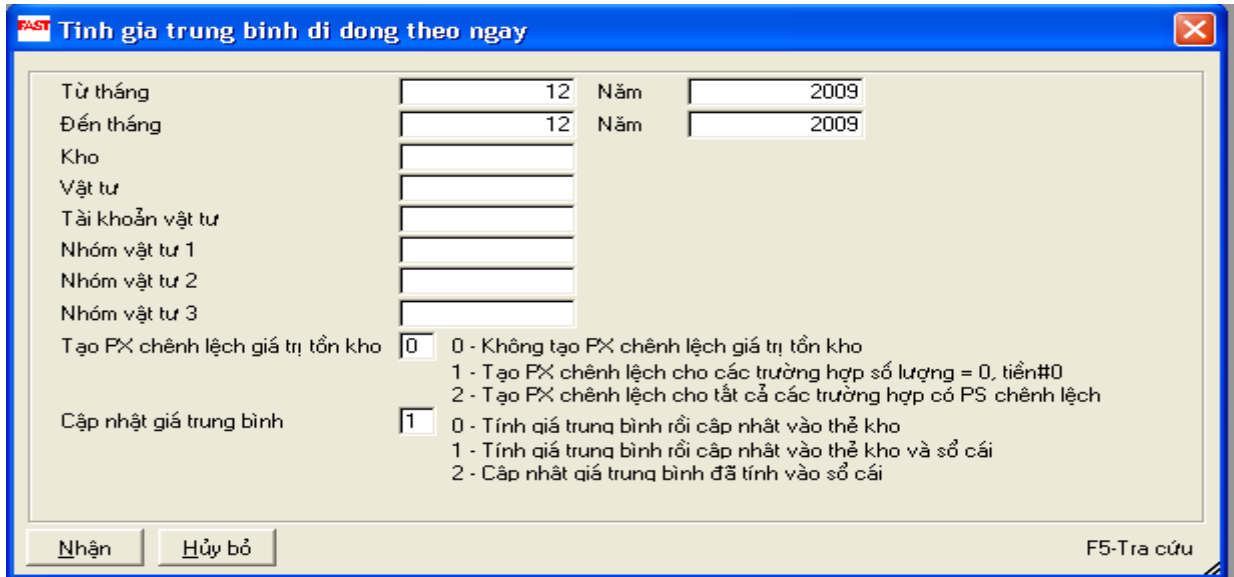 FAST Tinh gia trung binh di dong theo ngay
Từ tháng 12 Năm 2009
Đến tháng 12 Năm 2009
Kho
Vật tư
Tài khoản vật tư
Nhóm vật tư 1
Nhóm vật tư 2
Nhóm vật tư 3
Tạo PX chênh lệch giá trị tồn kho 0 0 - Không tạo PX chênh lệch giá trị tồn kho
1 - Tạo PX chênh lệch cho các trường hợp số lượng = 0, tiền#0
2 - Tạo PX chênh lệch cho tất cả các trường hợp có PS chênh lệch
Cập nhật giá trung bình 1 0 - Tính giá trung bình rồi cập nhật vào thẻ kho
1 - Tính giá trung bình rồi cập nhật vào thẻ kho và sổ cái
2 - Cập nhật giá trung bình đã tính vào sổ cái
Nhận Hủy bỏ F5-Tra cứu